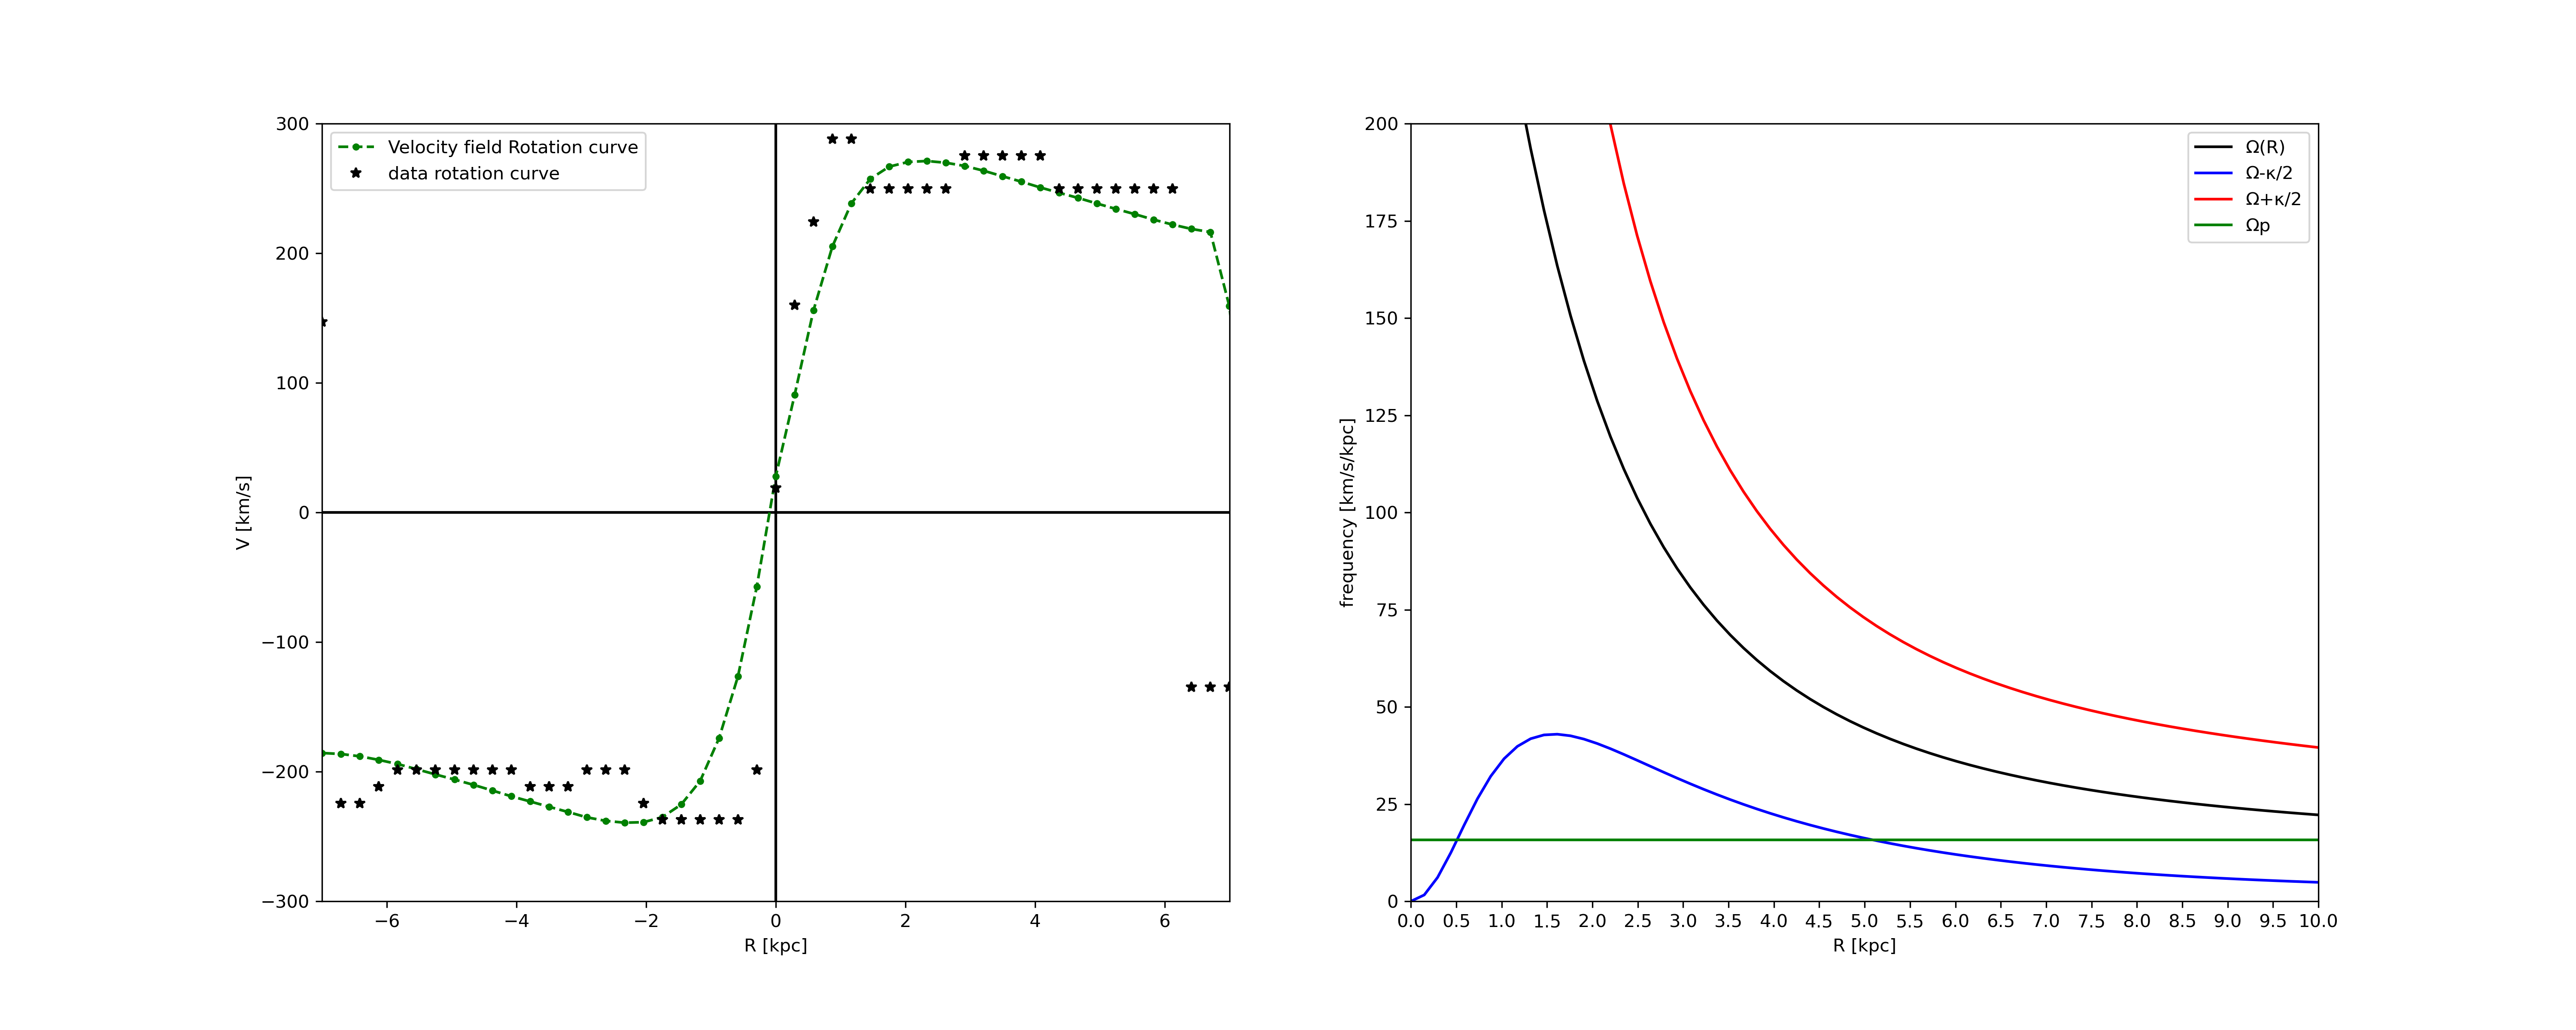 300
200
100
0
−100
−200
−300
V [km/s]
Velocity field Rotation curve
data rotation curve
−6 −4 −2 0 2 4 6
R [kpc]
200
175
150
125
100
75
50
25
0
frequency [km/s/kpc]
Ω(R)
Ω-κ/2
Ω+κ/2
Ωp
0.0 0.5 1.0 1.5 2.0 2.5 3.0 3.5 4.0 4.5 5.0 5.5 6.0 6.5 7.0 7.5 8.0 8.5 9.0 9.5 10.0
R [kpc]